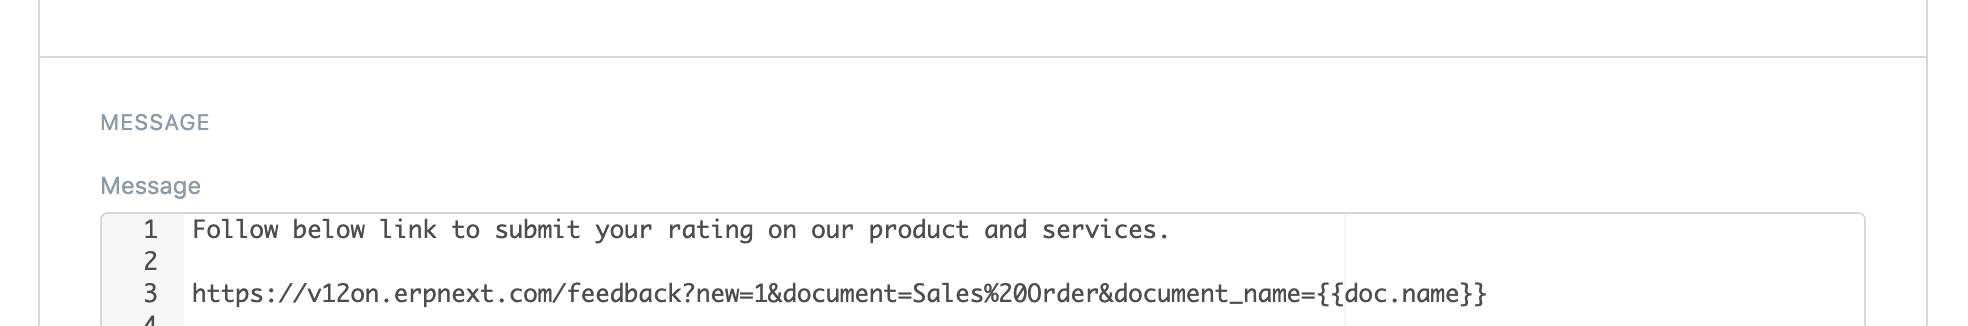 MESSAGE
Message
1 Follow below link to submit your rating on our product and services.
2
3 https://v12on.erpnext.com/feedback?new=1&document=Sales%20Order&document_name={{doc.name}}
4